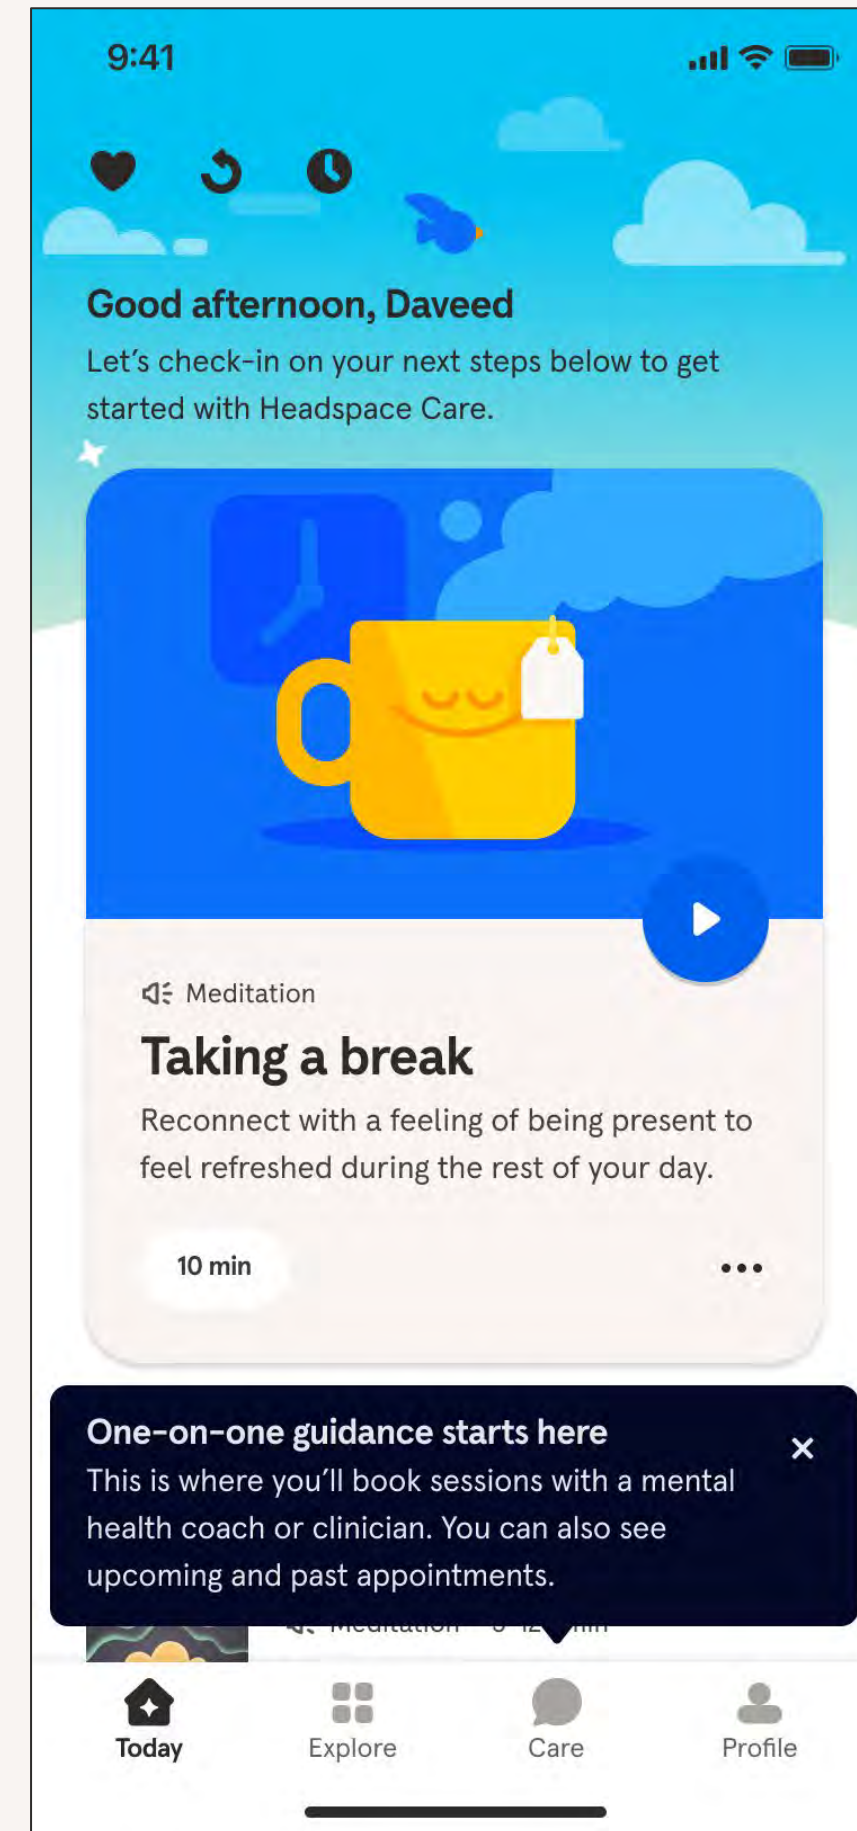 9:41
Good afternoon, Daveed
Let's check-in on your next steps below to get
started with Headspace Care.
Meditation
Taking a break
Reconnect with a feeling of being present to
feel refreshed during the rest of your day.
10 min
One-on-one guidance starts here
This is where you'll book sessions with a mental
health coach or clinician. You can also see
upcoming and past appointments.
Meditation
Today
Explore
Care
Profile